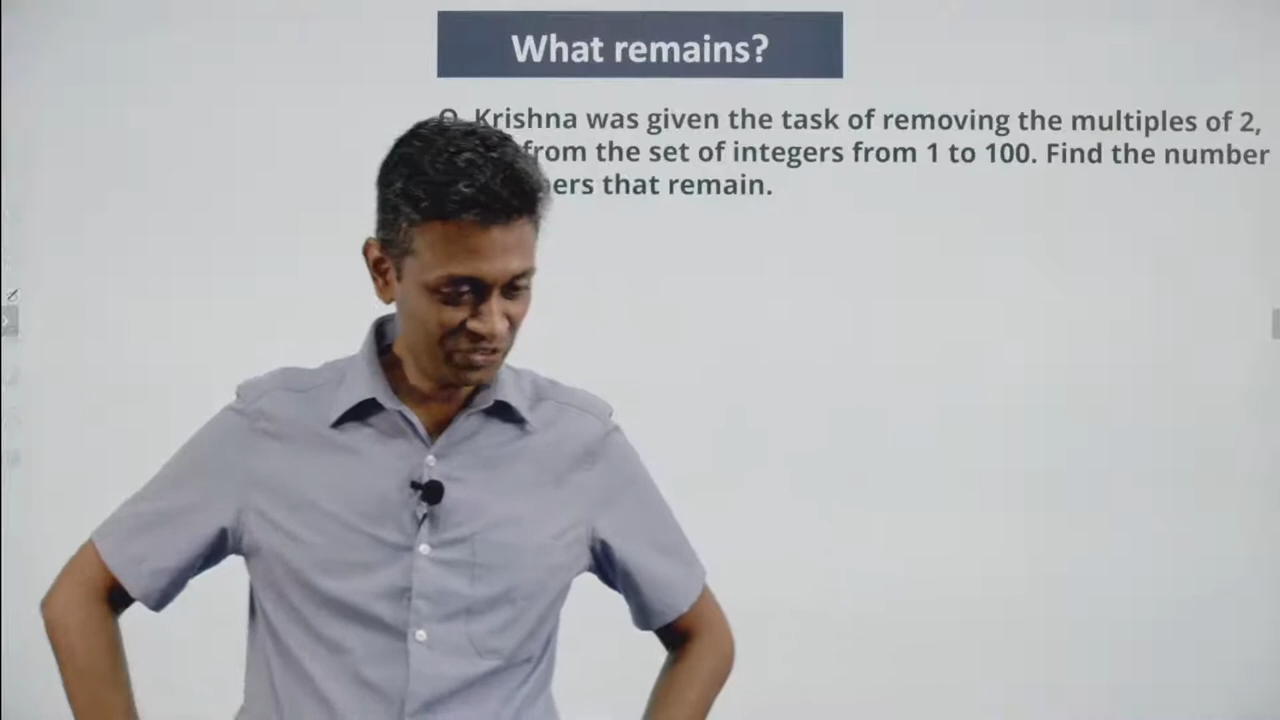 What remains?
Krishna was given the task of removing the multiples of 2,
from the set of integers from 1 to 100. Find the number
that remain.